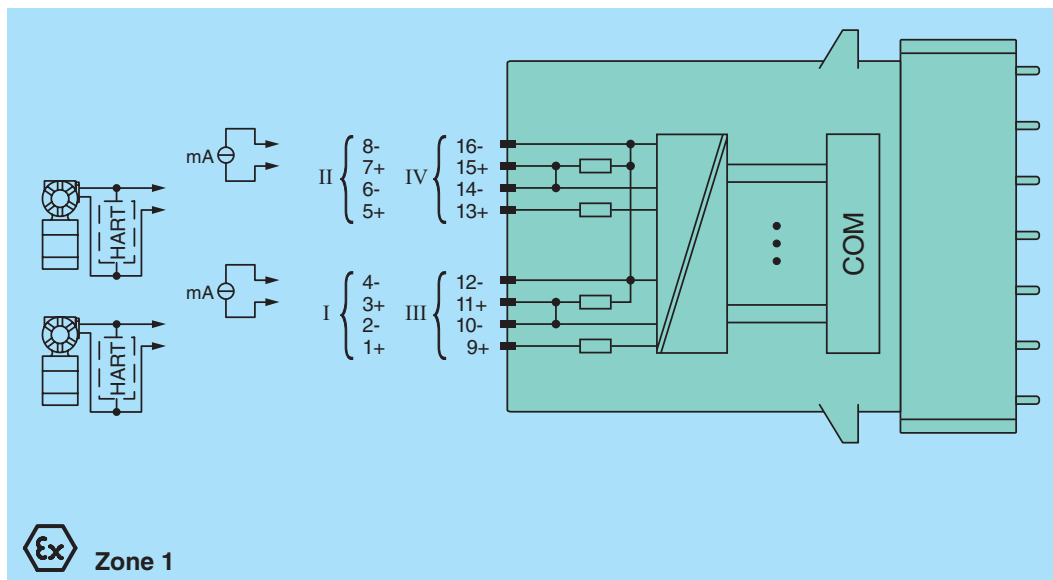 mA
II
8-
7+
6-
5+
IV
16-
15+
14-
13+
HART
mA
I
4-
3+
2-
1+
III
12-
11+
10-
9+
HART
COM
Ex Zone 1